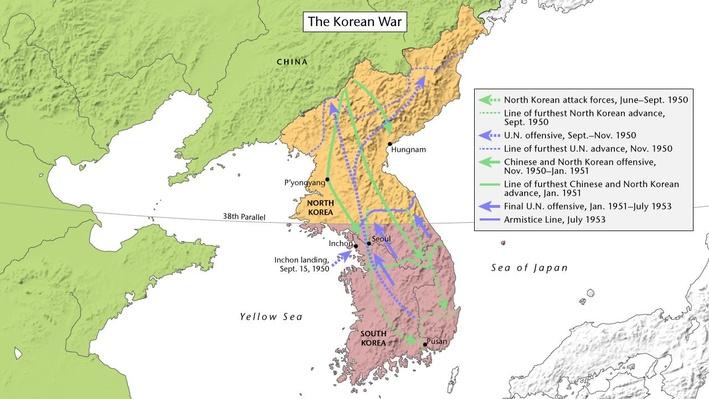 The Korean War
CHINA
North Korean attack forces, June–Sept. 1950
Line of furthest North Korean advance,
Sept. 1950
U.N. offensive, Sept.–Nov. 1950
Line of furthest U.N. advance, Nov. 1950
Chinese and North Korean offensive,
Nov. 1950–Jan. 1951
Line of furthest Chinese and North Korean
advance, Jan. 1951
Final U.N. offensive, Jan. 1951–July 1953
Armistice Line, July 1953
Hungnam
P'yongyang
NORTH
KOREA
38th Parallel
Inchon
Seoul
Inchon landing,
Sept. 15, 1950
Sea of Japan
Yellow Sea
SOUTH
KOREA
Pusan